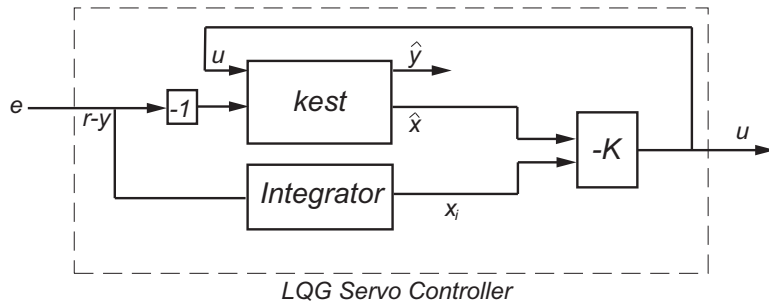 u
ŷ
kest
e
r-y
-1
x̂
-K
u
Integrator
xᵢ
LQG Servo Controller